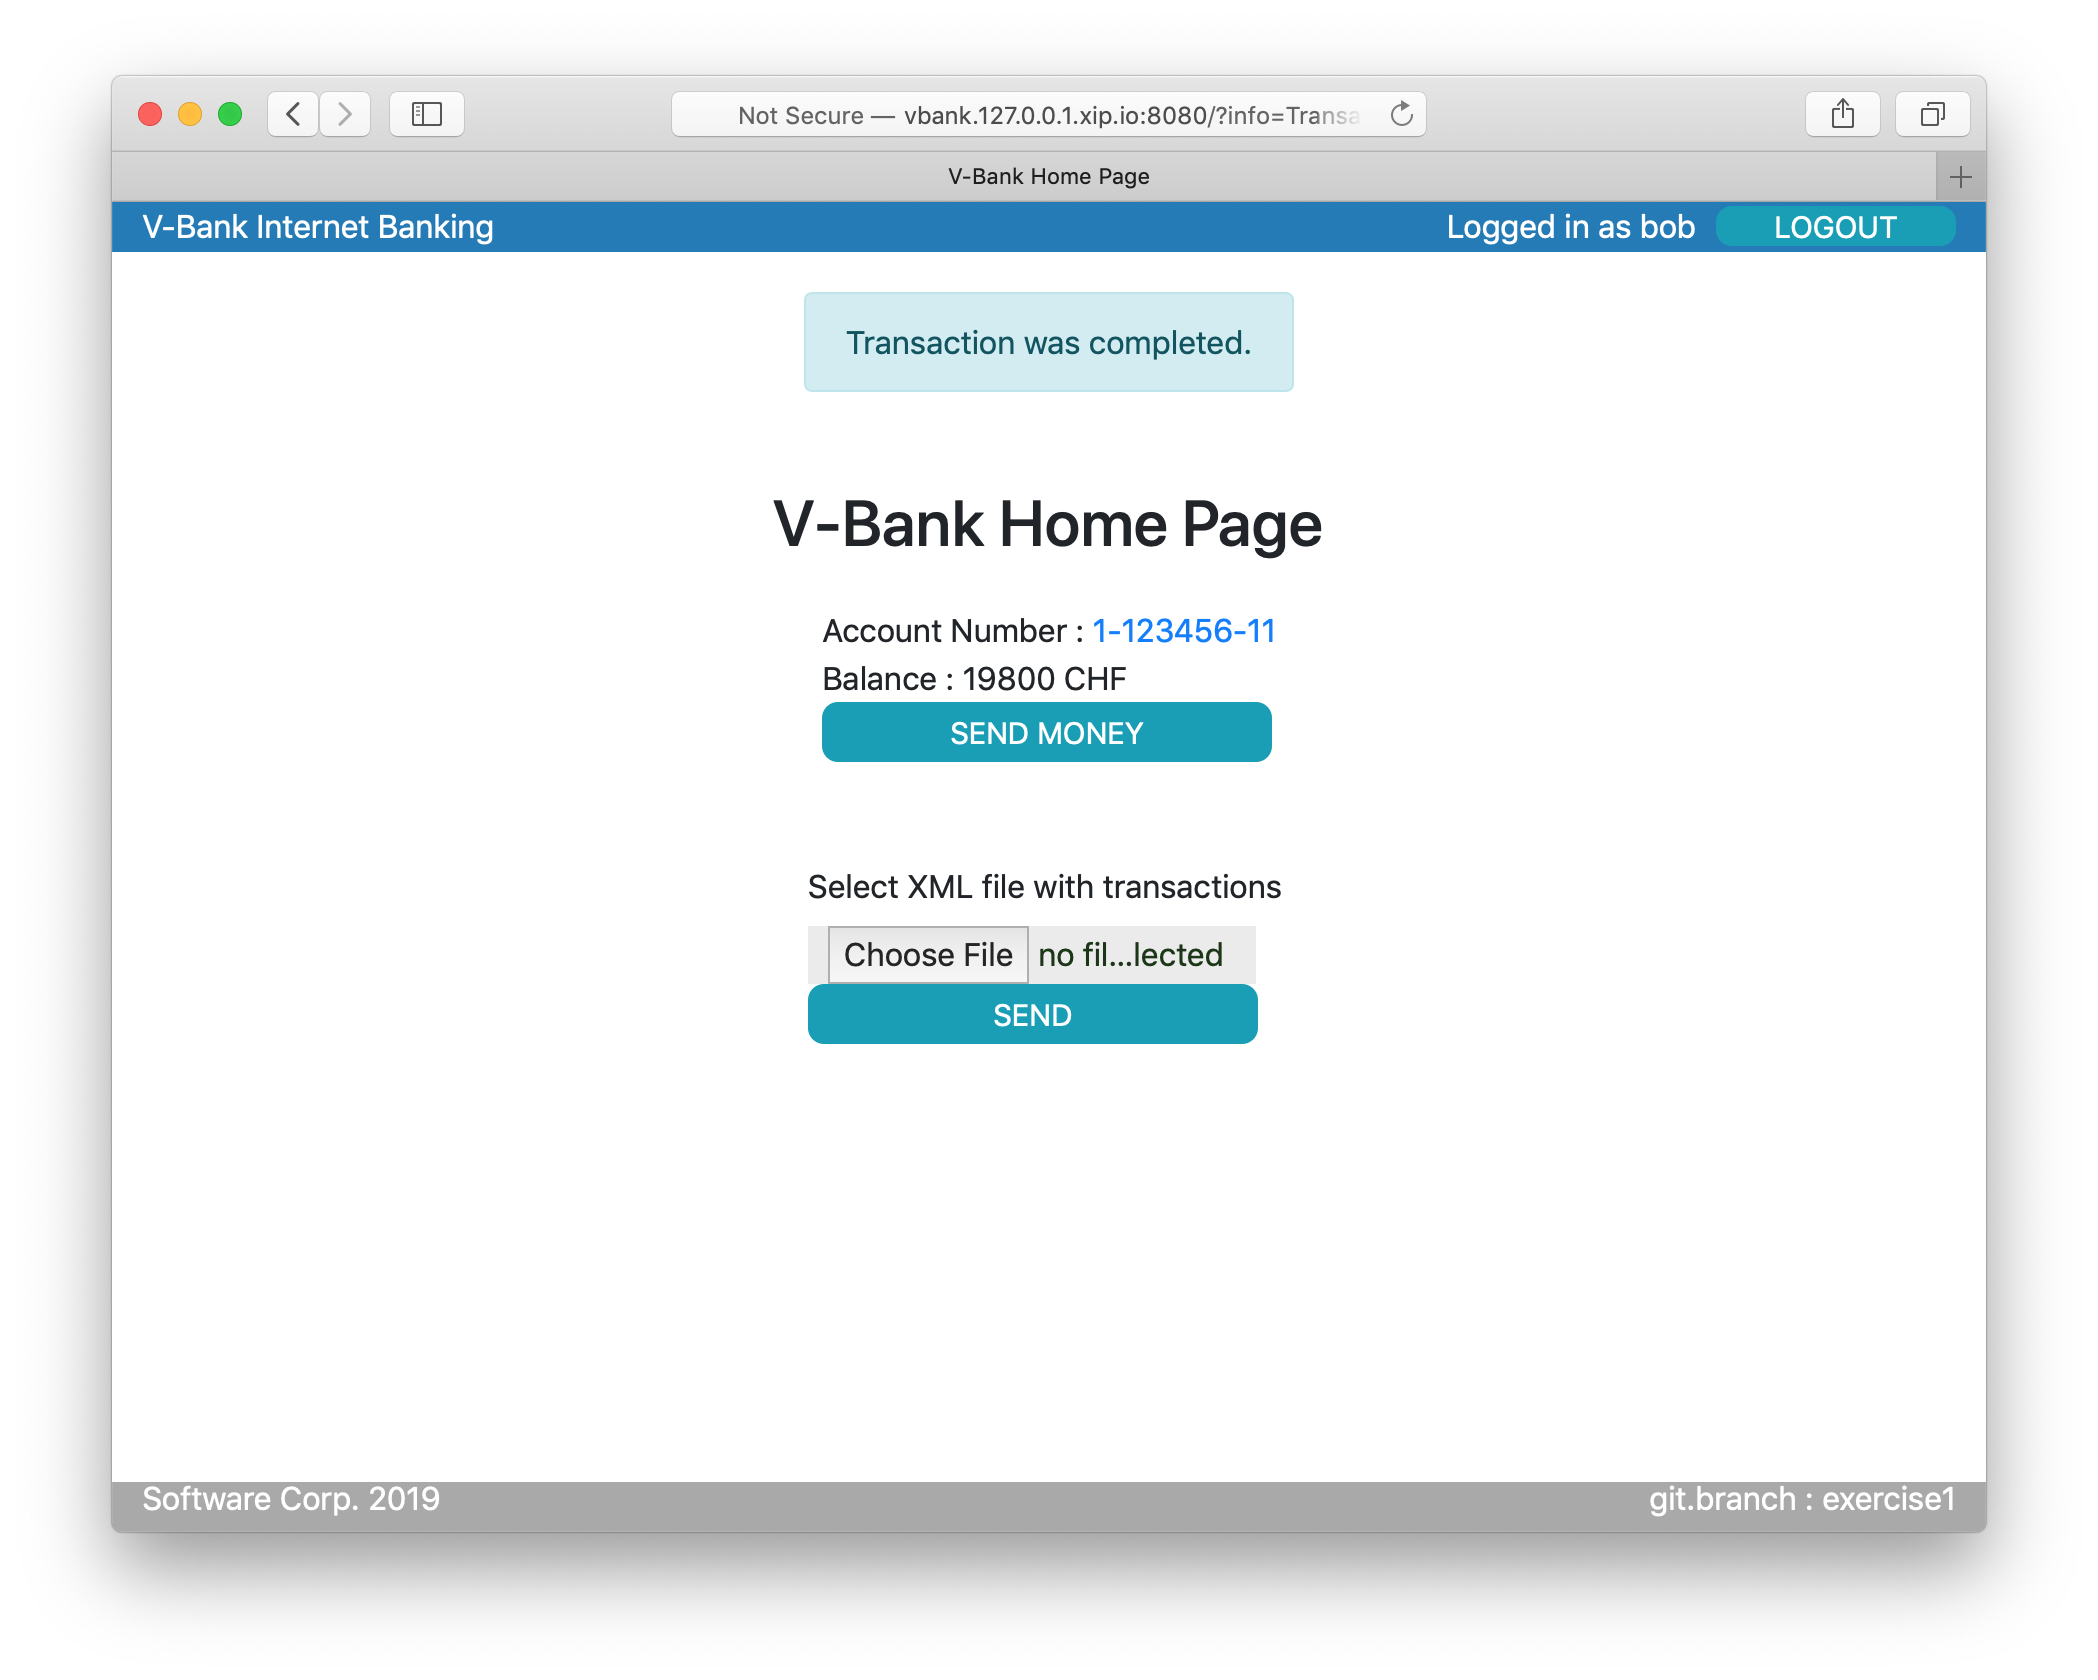 Not Secure — vbank.127.0.0.1.xip.io:8080/?info=Transa
V-Bank Home Page
V-Bank Internet Banking
Logged in as bob
LOGOUT
Transaction was completed.
V-Bank Home Page
Account Number : 1-123456-11
Balance : 19800 CHF
SEND MONEY
Select XML file with transactions
Choose File no fil...lected
SEND
Software Corp. 2019
git.branch : exercise1